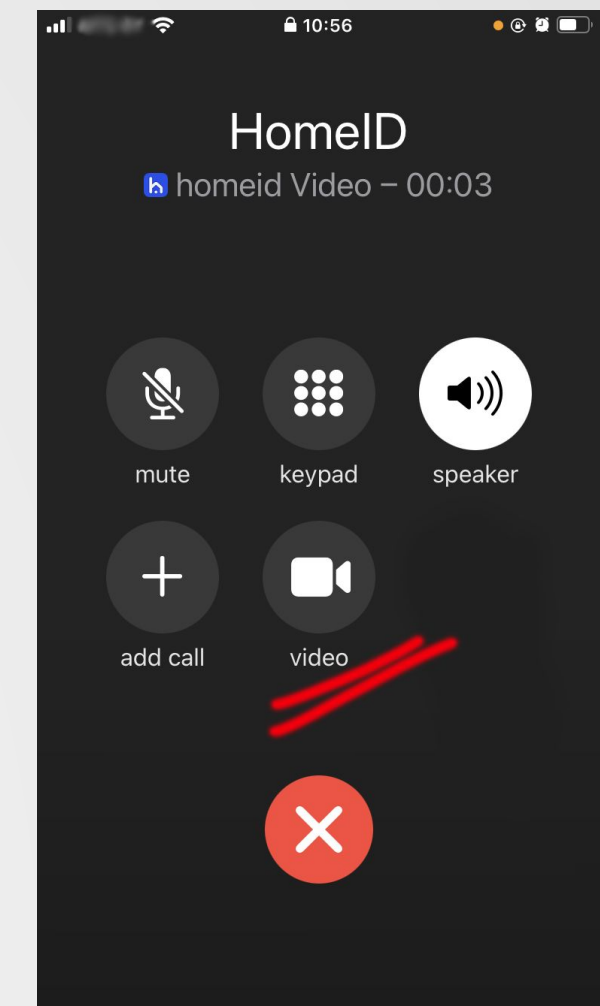 10:56
HomeID
homeid Video – 00:03
mute keypad speaker
add call video